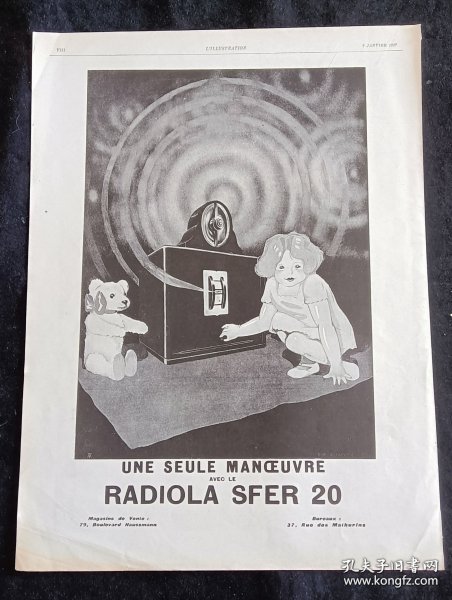 VIII
L'ILLUSTRATION
JANVIER 1927
UNE SEULE MANŒUVRE
AVEC LE
RADIOLA SFER 20
Magasins de Vente :
79, Boulevard Haussmann
Bureaux :
37, Rue des Mathurins
孔夫子旧书网
www.kongfz.com